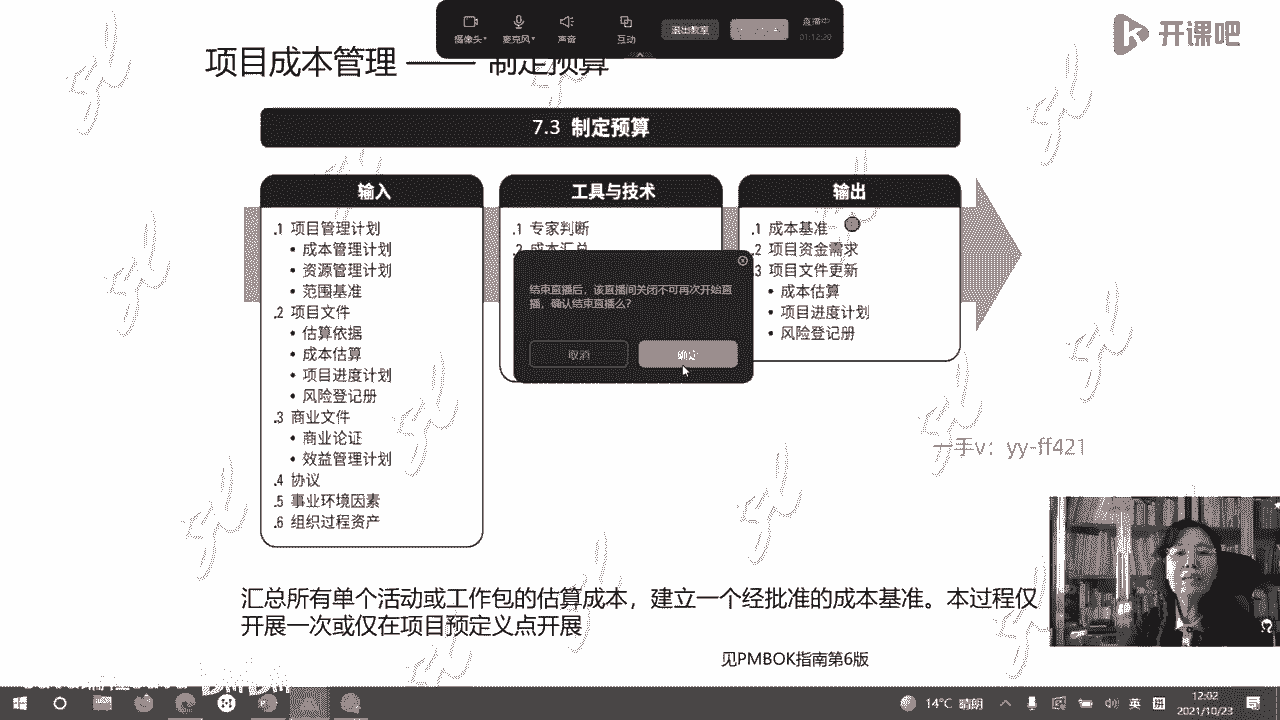 摄像头
麦克风
声音
互动
退出教室
直播中
01:12:29
开课吧
项目成本管理 —— 制定预算
7.3 制定预算
输入
.1 项目管理计划
• 成本管理计划
• 资源管理计划
• 范围基准
.2 项目文件
• 估算依据
• 成本估算
• 项目进度计划
• 风险登记册
.3 商业文件
• 商业论证
• 效益管理计划
.4 协议
.5 事业环境因素
.6 组织过程资产
工具与技术
.1 专家判断
.2 成本汇总
输出
.1 成本基准
.2 项目资金需求
3 项目文件更新
• 成本估算
• 项目进度计划
• 风险登记册
结束直播后，该直播间关闭不可再次开始直
播，确认结束直播么？
取消
确定
一手v：yy-ff421
汇总所有单个活动或工作包的估算成本，建立一个经批准的成本基准。本过程仅
开展一次或仅在项目预定义点开展
见PMBOK指南第6版
14°C 晴朗
英
拼
12:02
2021/10/23